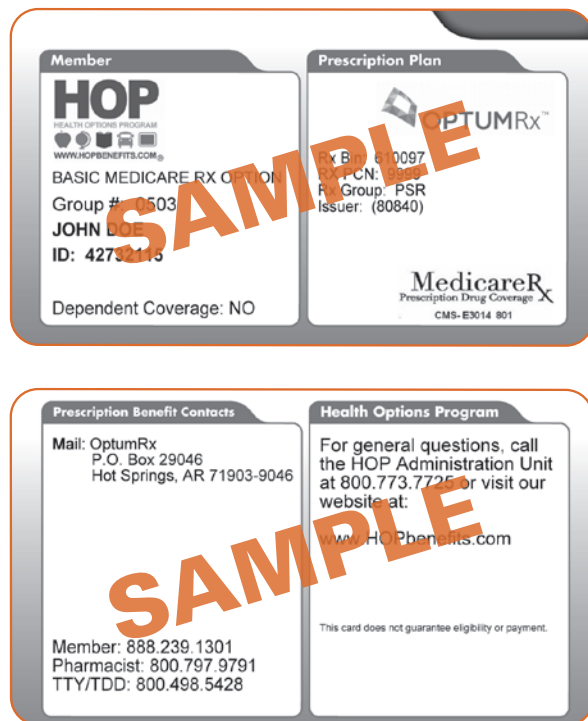 Member
HOP
HEALTH OPTIONS PROGRAM
WWW.HOPBENEFITS.COM®
BASIC MEDICARE RX OPTION
Group #: 0503
JOHN DOE
ID: 42732115
Dependent Coverage: NO
Prescription Plan
OPTUMRx™
Rx Bin: 610097
RX PCN: 9999
Rx Group: PSR
Issuer: (80840)
MedicareRx
Prescription Drug Coverage
CMS- E3014 801
SAMPLE
Prescription Benefit Contacts
Mail: OptumRx
P.O. Box 29046
Hot Springs, AR 71903-9046
Member: 888.239.1301
Pharmacist: 800.797.9791
TTY/TDD: 800.498.5428
Health Options Program
For general questions, call
the HOP Administration Unit
at 800.773.7725 or visit our
website at:
www.HOPbenefits.com
This card does not guarantee eligibility or payment.
SAMPLE